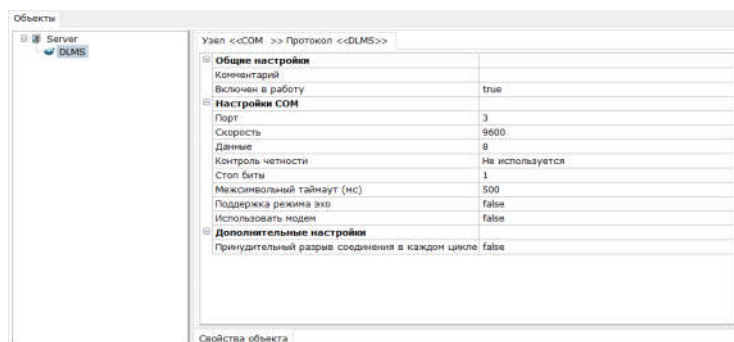 Объекты
Server
DLMS
Узел <<COM >> Протокол <<DLMS>>
Общие настройки
Комментарий
Включен в работу true
Настройки COM
Порт 3
Скорость 9600
Данные 8
Контроль четности Не используется
Стоп биты 1
Межсимвольный таймаут (мс) 500
Поддержка режима эхо false
Использовать модем false
Дополнительные настройки
Принудительный разрыв соединения в каждом цикле false
Свойства объекта